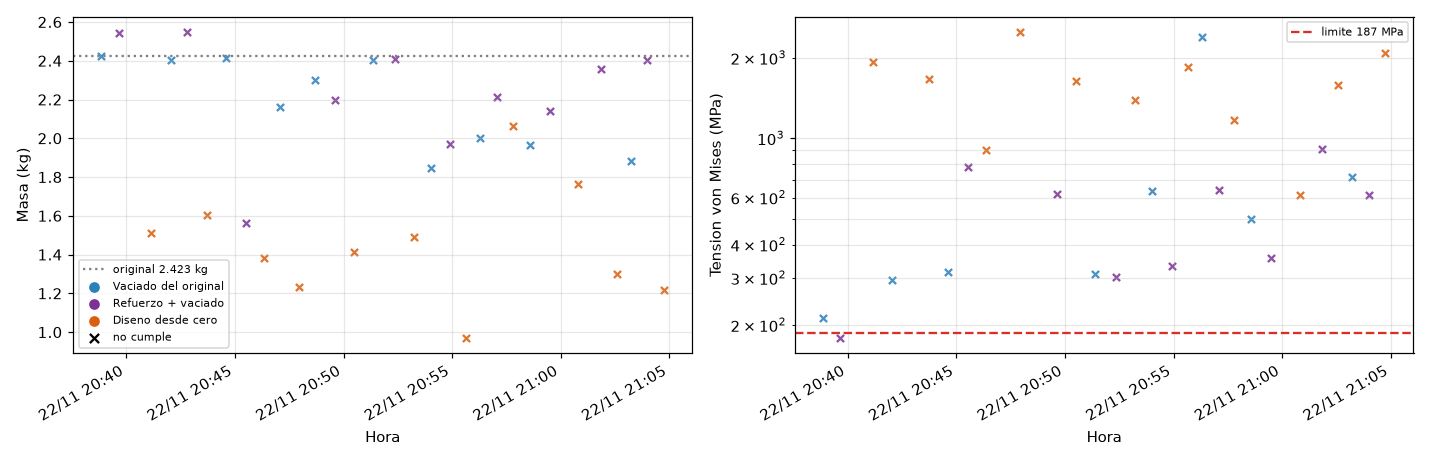 2.6
2.4
2.2
2.0
1.8
1.6
1.4
1.2
1.0
Masa (kg)
original 2.423 kg
Vaciado del original
Refuerzo + vaciado
Diseno desde cero
no cumple
22/11 20:40
22/11 20:45
22/11 20:50
22/11 20:55
22/11 21:00
22/11 21:05
Hora
limite 187 MPa
2 × 10³
10³
6 × 10²
4 × 10²
3 × 10²
2 × 10²
Tension von Mises (MPa)
22/11 20:40
22/11 20:45
22/11 20:50
22/11 20:55
22/11 21:00
22/11 21:05
Hora